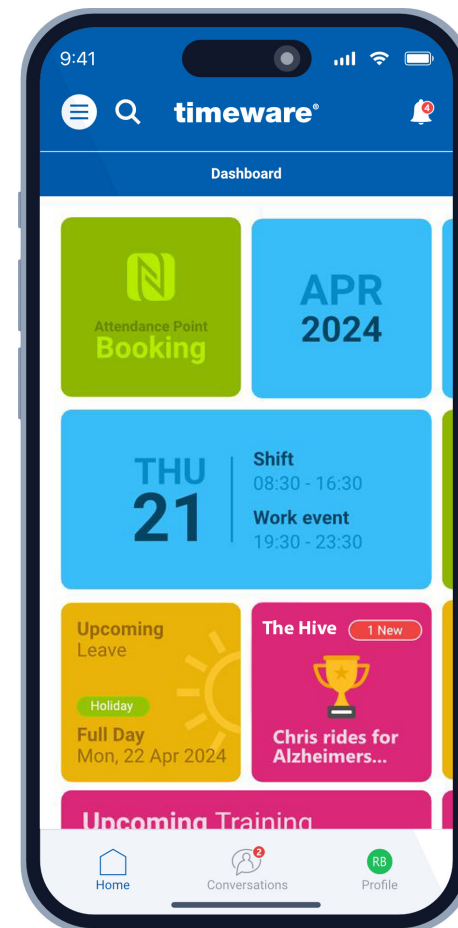 9:41
timeware®
4
Dashboard
Attendance Point
Booking
APR
2024
THU
21
Shift
08:30 - 16:30
Work event
19:30 - 23:30
Upcoming
Leave
Holiday
Full Day
Mon, 22 Apr 2024
The Hive
1 New
Chris rides for
Alzheimers...
Upcoming Training
Home
2
Conversations
RB
Profile